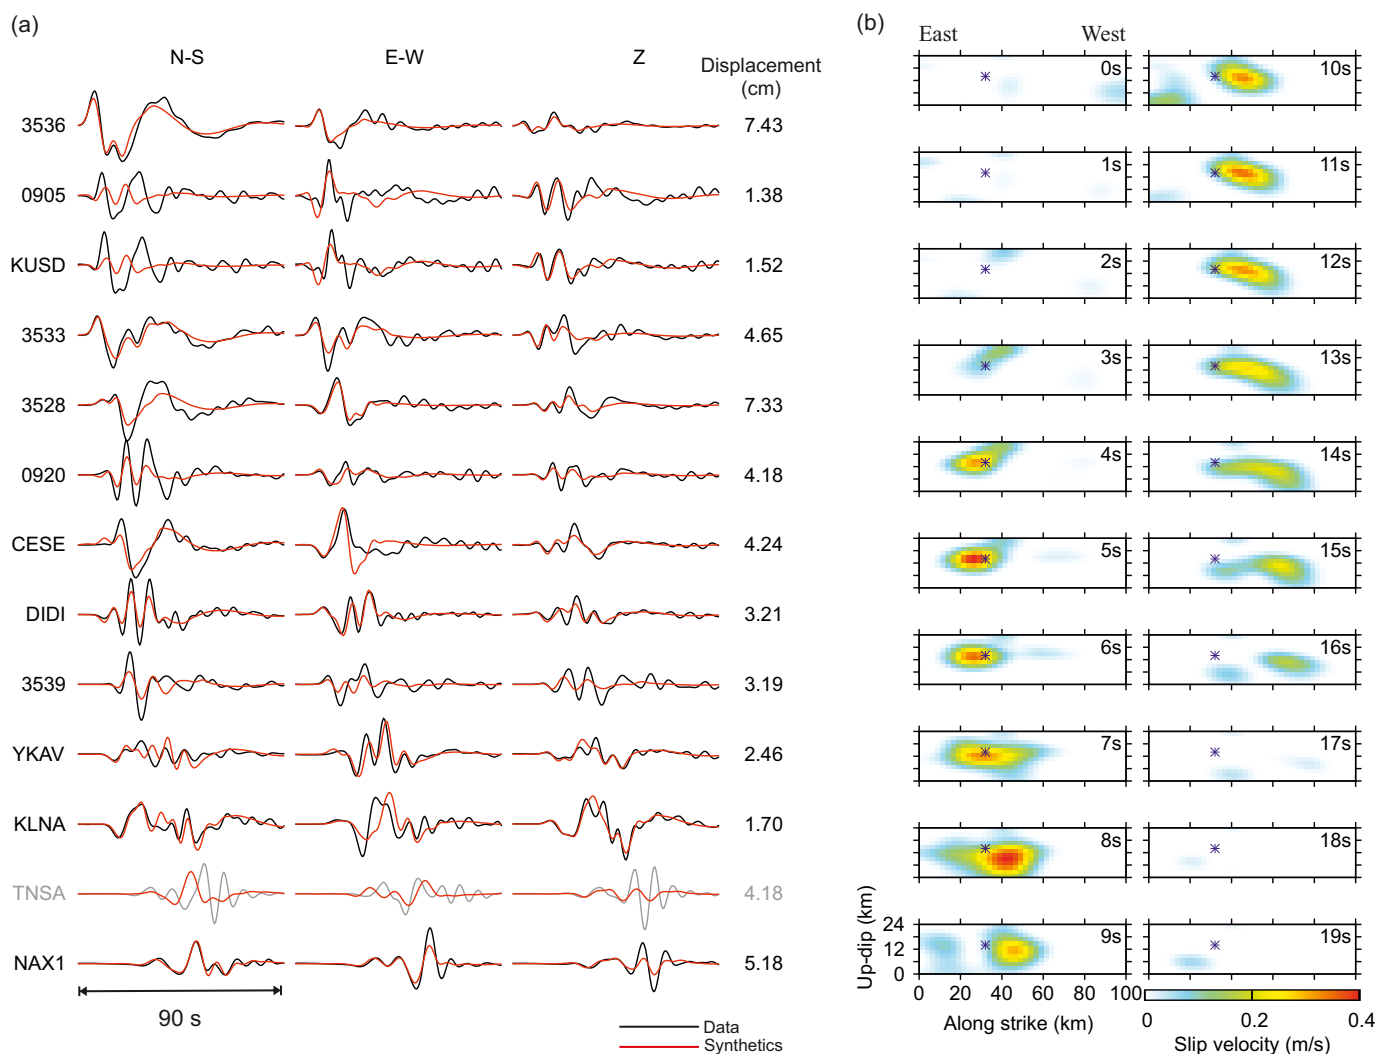 (a)
N-S E-W Z Displacement (cm)
3536 7.43
0905 1.38
KUSD 1.52
3533 4.65
3528 7.33
0920 4.18
CESE 4.24
DIDI 3.21
3539 3.19
YKAV 2.46
KLNA 1.70
TNSA 4.18
NAX1 5.18
90 s
Data
Synthetics
(b)
East West
0s 10s
1s 11s
2s 12s
3s 13s
4s 14s
5s 15s
6s 16s
7s 17s
8s 18s
9s 19s
Up-dip (km)
24
12
0
0 20 40 60 80 100
Along strike (km)
0 0.2 0.4
Slip velocity (m/s)